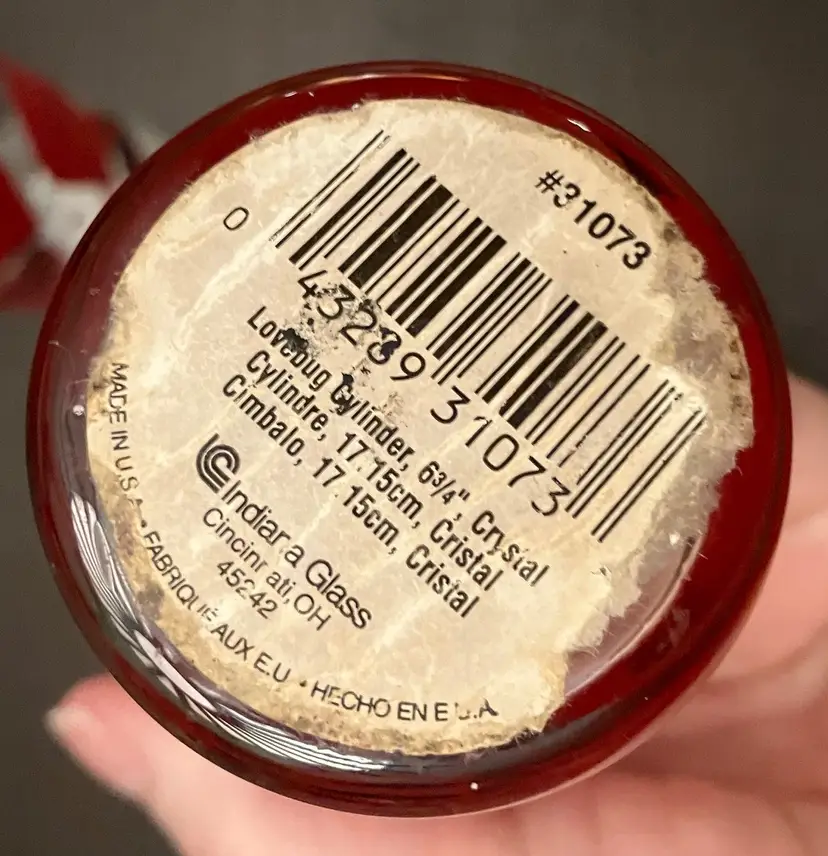 #31073
0
43289 31073
Lovebug Cylinder, 6¾", Crystal
Cylindre, 17.15cm, Cristal
Cimbalo, 17.15cm, Cristal
Indiana Glass
Cincinnati, OH
45242
MADE IN U.S.A. • FABRIQUÉ AUX E.U. • HECHO EN E.U.A.